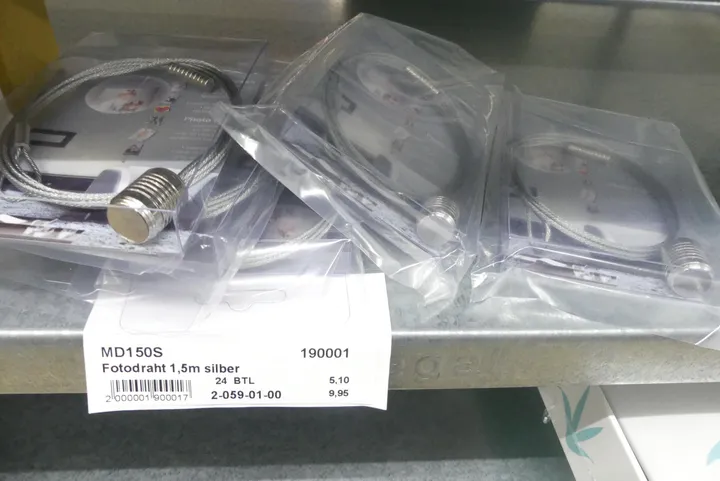 Photo
MD150S 190001
Fotodraht 1,5m silber
24 BTL 5,10
2 000001 900017 2-059-01-00 9,95